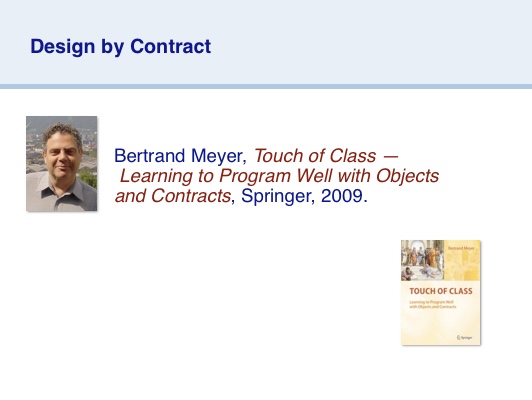 Design by Contract
Bertrand Meyer, Touch of Class —
Learning to Program Well with Objects
and Contracts, Springer, 2009.
Bertrand Meyer
TOUCH OF CLASS
Learning to Program Well
with Objects and Contracts
Springer